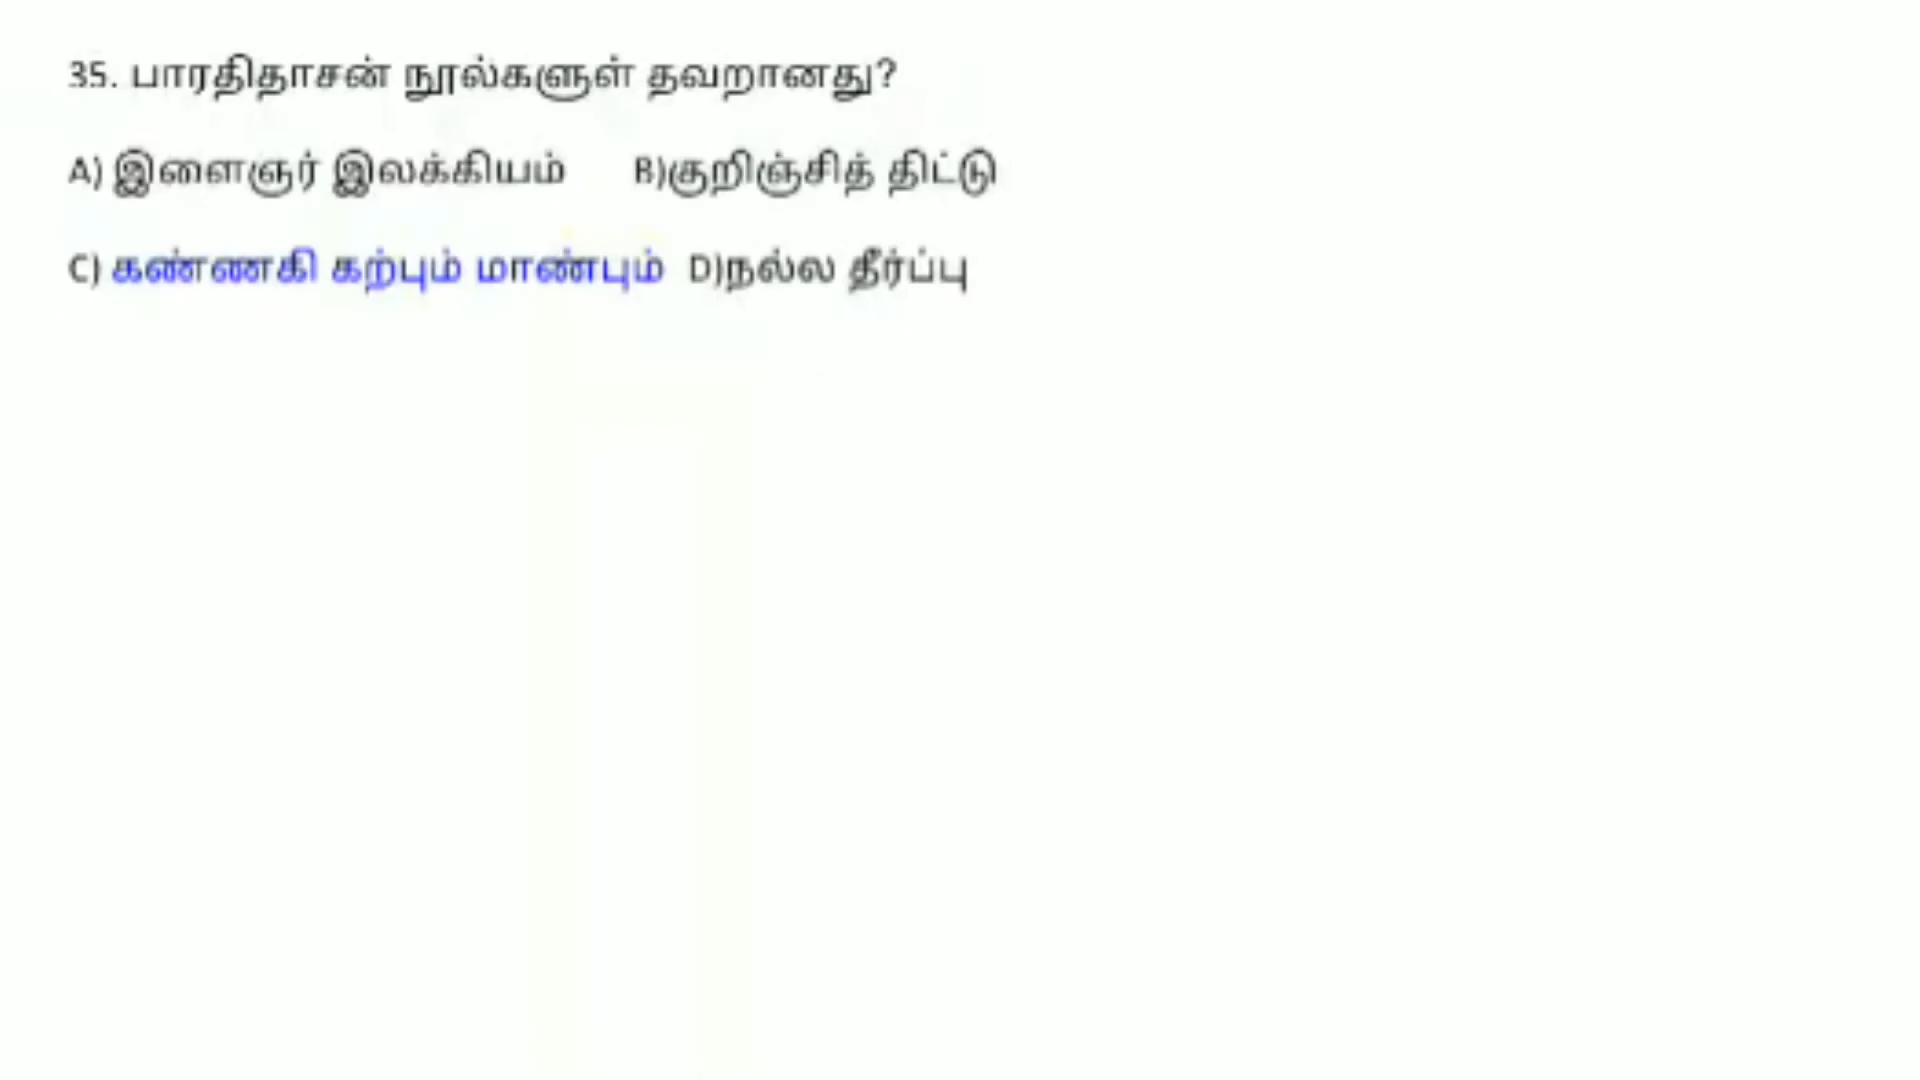 35. பாரதிதாசன் நூல்களுள் தவறானது?
A) இளைஞர் இலக்கியம் B)குறிஞ்சித் திட்டு
C) கண்ணகி கற்பும் மாண்பும் D)நல்ல தீர்ப்பு